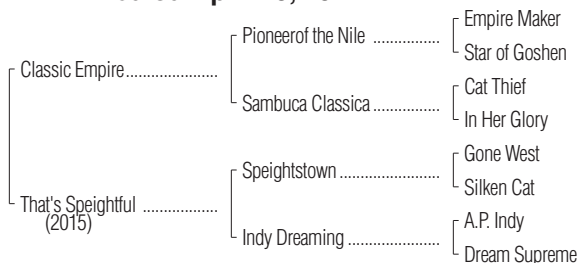 Empire Maker
Pioneerof the Nile ................
Star of Goshen
Classic Empire......................
Cat Thief
Sambuca Classica ................
In Her Glory
Gone West
Speightstown ........................
Silken Cat
That's Speightful ..................
(2015)
A.P. Indy
Indy Dreaming ......................
Dream Supreme